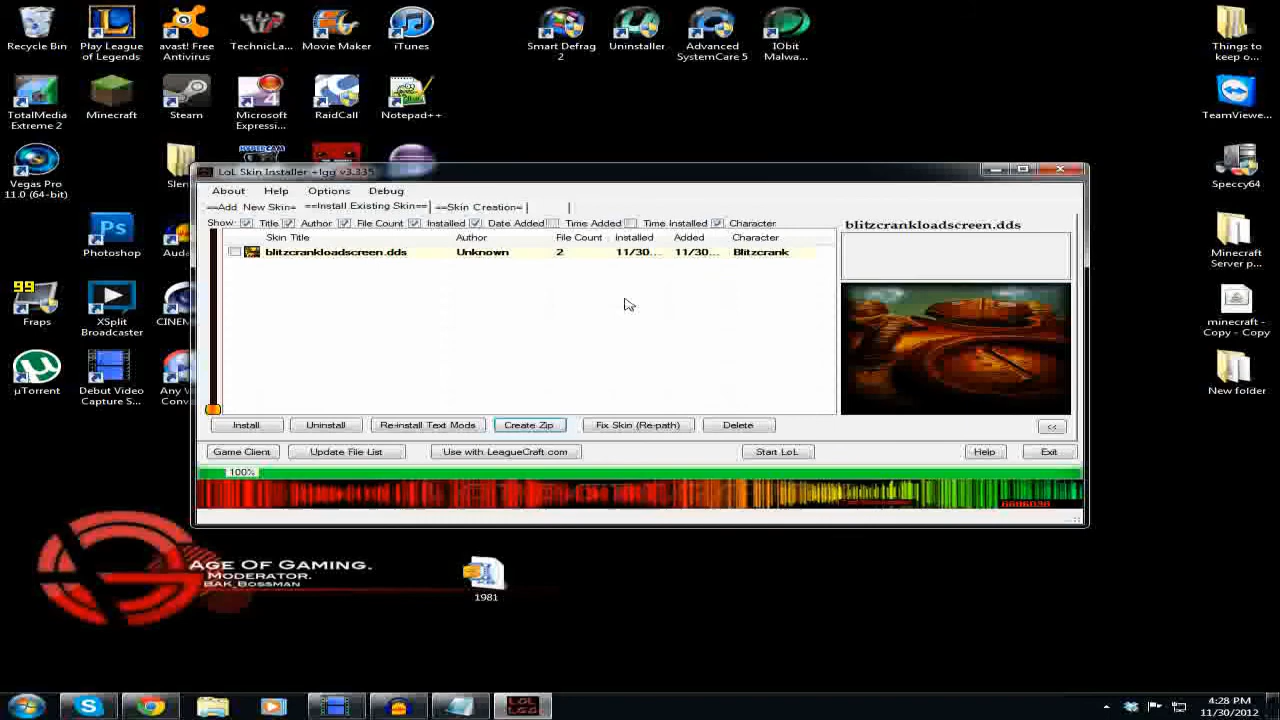 Recycle Bin
Play League of Legends
avast! Free Antivirus
TechnicLa...
Movie Maker
iTunes
Smart Defrag 2
Uninstaller
Advanced SystemCare 5
IObit Malwa...
Things to keep o...
TotalMedia Extreme 2
Minecraft
Steam
Microsoft Expressi...
RaidCall
Notepad++
TeamViewe...
4
HYPERCAM
Vegas Pro 11.0 (64-bit)
Speccy64
Photoshop
Minecraft Server p...
99
Fraps
XSplit Broadcaster
minecraft - Copy - Copy
µTorrent
Debut Video Capture S...
New folder
LoL Skin Installer +lgg v3.335
About Help Options Debug
=Add New Skin= ==Install Existing Skin== =Skin Creation=
Show: Title Author File Count Installed Date Added Time Added Time Installed Character
Skin Title Author File Count Installed Added Character
blitzcrankloadscreen.dds Unknown 2 11/30... 11/30... Blitzcrank
blitzcrankloadscreen.dds
Install Uninstall Re-install Text Mods Create Zip Fix Skin (Re-path) Delete <<
Game Client Update File List Use with LeagueCraft.com Start LoL Help Exit
100%
Age Of Gaming.
Moderator.
Bak Bossman
1981
4:28 PM
11/30/2012